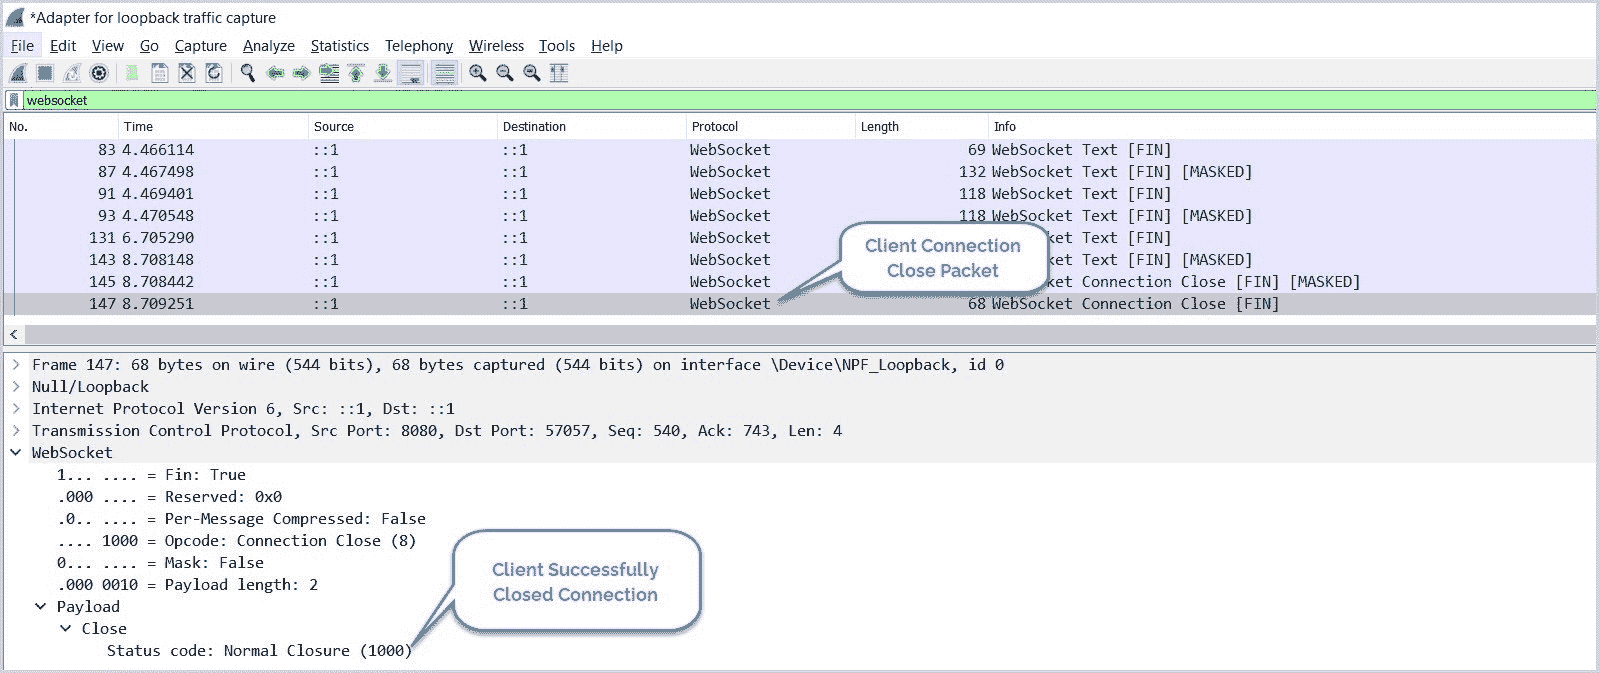 *Adapter for loopback traffic capture
File Edit View Go Capture Analyze Statistics Telephony Wireless Tools Help
websocket
No. Time Source Destination Protocol Length Info
83 4.466114 ::1 ::1 WebSocket 69 WebSocket Text [FIN]
87 4.467498 ::1 ::1 WebSocket 132 WebSocket Text [FIN] [MASKED]
91 4.469401 ::1 ::1 WebSocket 118 WebSocket Text [FIN]
93 4.470548 ::1 ::1 WebSocket 118 WebSocket Text [FIN] [MASKED]
131 6.705290 ::1 ::1 WebSocket ket Text [FIN]
143 8.708148 ::1 ::1 WebSocket ket Text [FIN] [MASKED]
145 8.708442 ::1 ::1 WebSocket ket Connection Close [FIN] [MASKED]
147 8.709251 ::1 ::1 WebSocket 68 WebSocket Connection Close [FIN]
Client Connection
Close Packet
Frame 147: 68 bytes on wire (544 bits), 68 bytes captured (544 bits) on interface \Device\NPF_Loopback, id 0
Null/Loopback
Internet Protocol Version 6, Src: ::1, Dst: ::1
Transmission Control Protocol, Src Port: 8080, Dst Port: 57057, Seq: 540, Ack: 743, Len: 4
WebSocket
1... .... = Fin: True
.000 .... = Reserved: 0x0
.0.. .... = Per-Message Compressed: False
.... 1000 = Opcode: Connection Close (8)
0... .... = Mask: False
.000 0010 = Payload length: 2
Payload
Close
Status code: Normal Closure (1000)
Client Successfully
Closed Connection